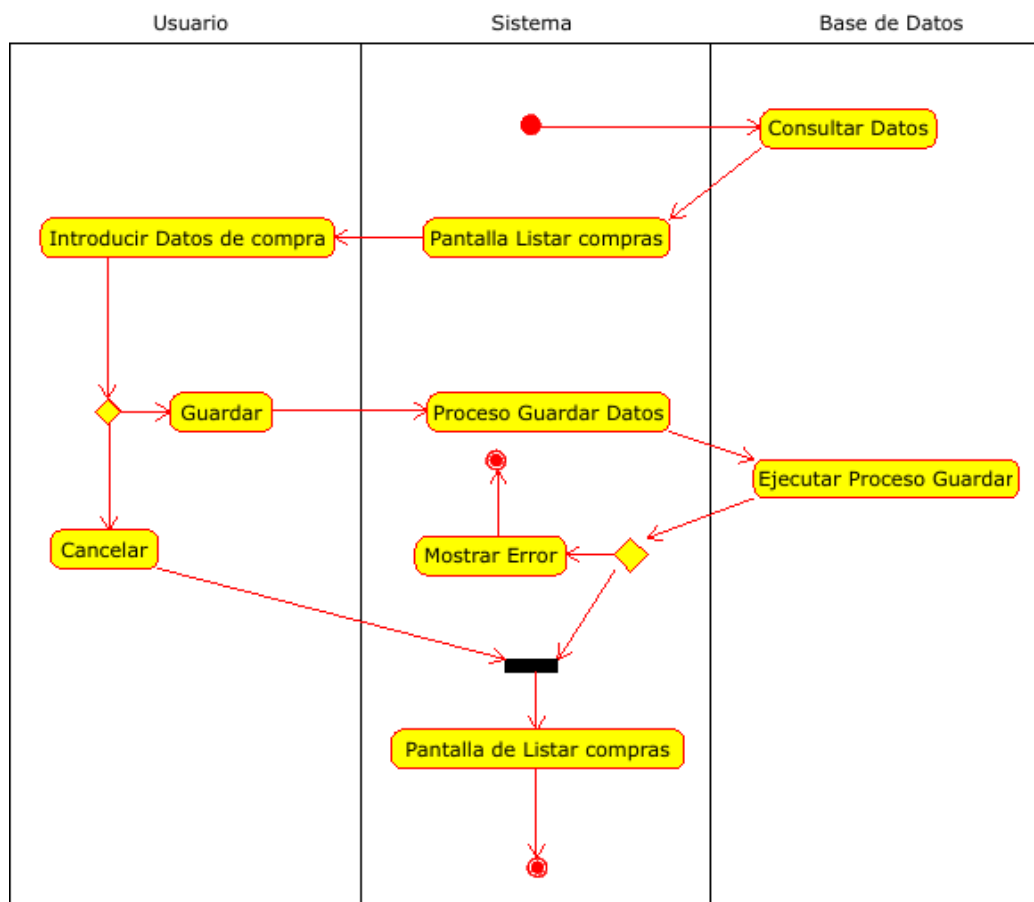 Usuario
Sistema
Base de Datos
Consultar Datos
Introducir Datos de compra
Pantalla Listar compras
Guardar
Proceso Guardar Datos
Ejecutar Proceso Guardar
Cancelar
Mostrar Error
Pantalla de Listar compras